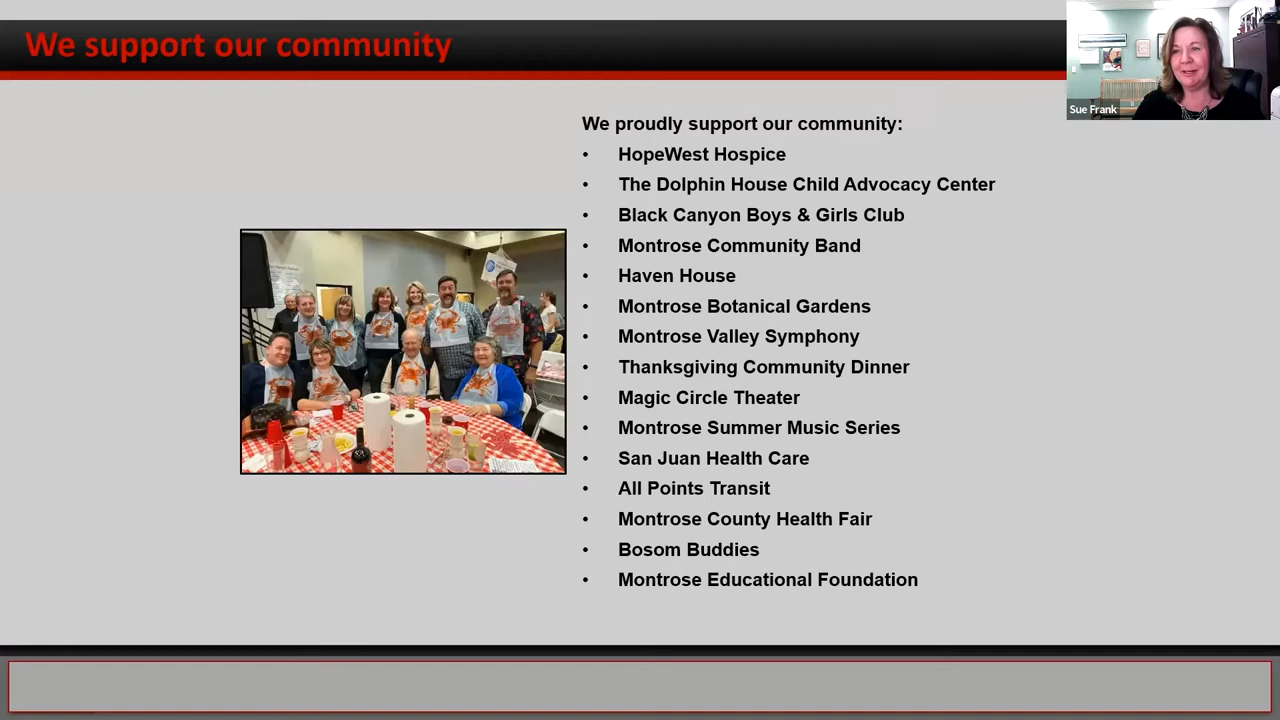 We support our community
Sue Frank
We proudly support our community:
• HopeWest Hospice
• The Dolphin House Child Advocacy Center
• Black Canyon Boys & Girls Club
• Montrose Community Band
• Haven House
• Montrose Botanical Gardens
• Montrose Valley Symphony
• Thanksgiving Community Dinner
• Magic Circle Theater
• Montrose Summer Music Series
• San Juan Health Care
• All Points Transit
• Montrose County Health Fair
• Bosom Buddies
• Montrose Educational Foundation